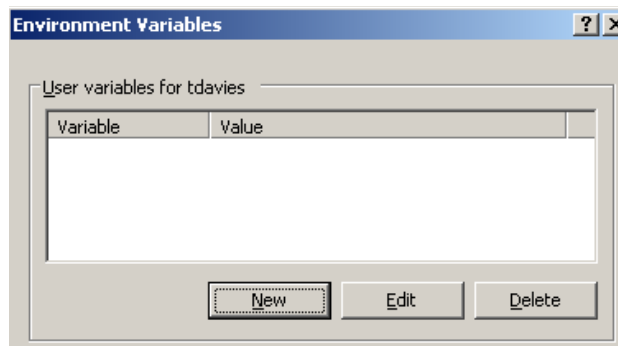 Environment Variables
User variables for tdavies
Variable Value
New Edit Delete